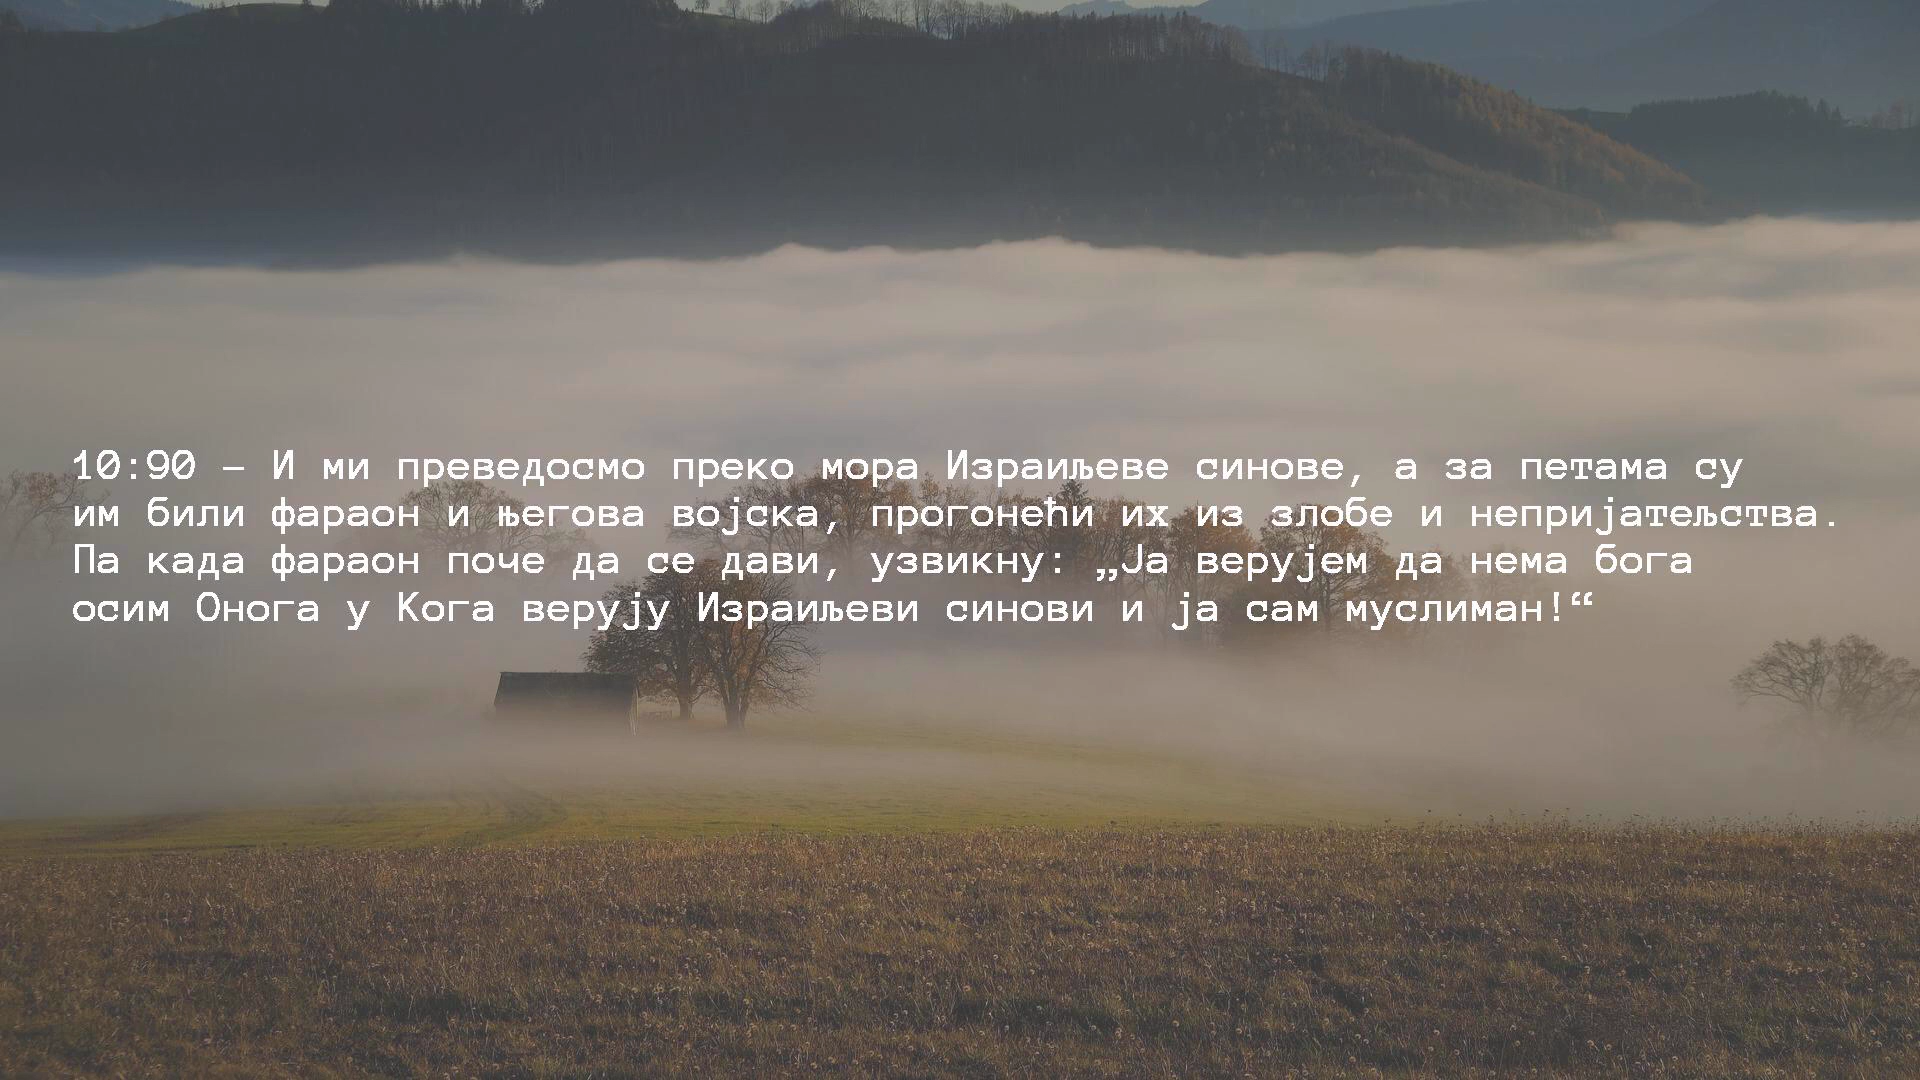 10:90 – И ми преведосмо преко мора Израиљеве синове, а за петама су
им били фараон и његова војска, прогонећи их из злобе и непријатељства.
Па када фараон поче да се дави, узвикну: „Ја верујем да нема бога
осим Онога у Кога верују Израиљеви синови и ја сам муслиман!“